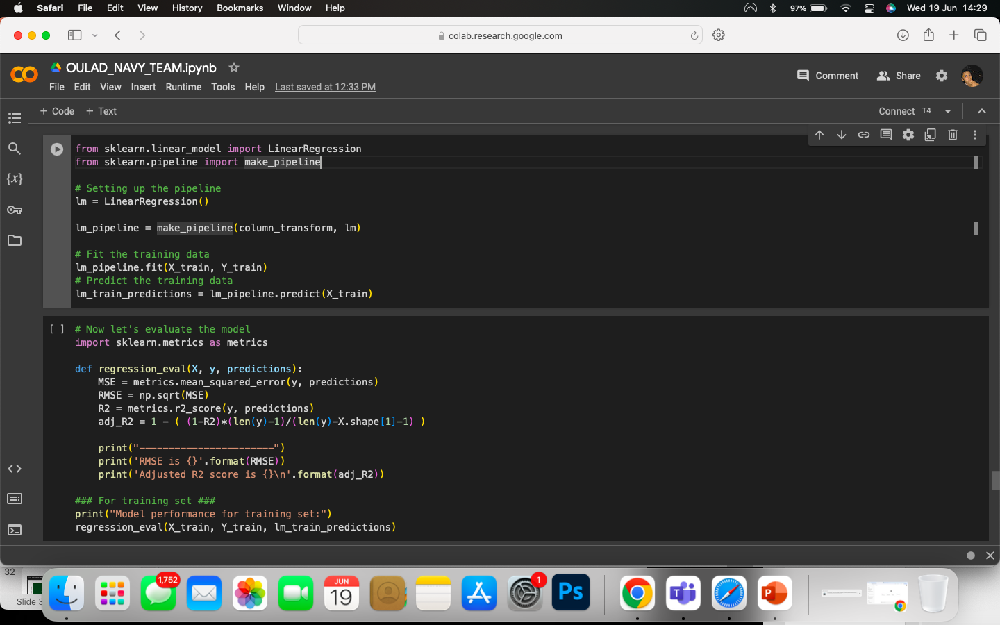 Safari File Edit View History Bookmarks Window Help 97% Wed 19 Jun 14:29
colab.research.google.com
OULAD_NAVY_TEAM.ipynb
Comment Share
File Edit View Insert Runtime Tools Help Last saved at 12:33 PM
+ Code + Text Connect T4
from sklearn.linear_model import LinearRegression
from sklearn.pipeline import make_pipeline
{x}
# Setting up the pipeline
lm = LinearRegression()
lm_pipeline = make_pipeline(column_transform, lm)
# Fit the training data
lm_pipeline.fit(X_train, Y_train)
# Predict the training data
lm_train_predictions = lm_pipeline.predict(X_train)
[ ] # Now let's evaluate the model
import sklearn.metrics as metrics
def regression_eval(X, y, predictions):
MSE = metrics.mean_squared_error(y, predictions)
RMSE = np.sqrt(MSE)
R2 = metrics.r2_score(y, predictions)
adj_R2 = 1 - ( (1-R2)*(len(y)-1)/(len(y)-X.shape[1]-1) )
print("-----------------------")
print('RMSE is {}'.format(RMSE))
print('Adjusted R2 score is {}\n'.format(adj_R2))
### For training set ###
print("Model performance for training set:")
regression_eval(X_train, Y_train, lm_train_predictions)
32
Slide 3
1,752
JUN
19
1
Ps
T
P